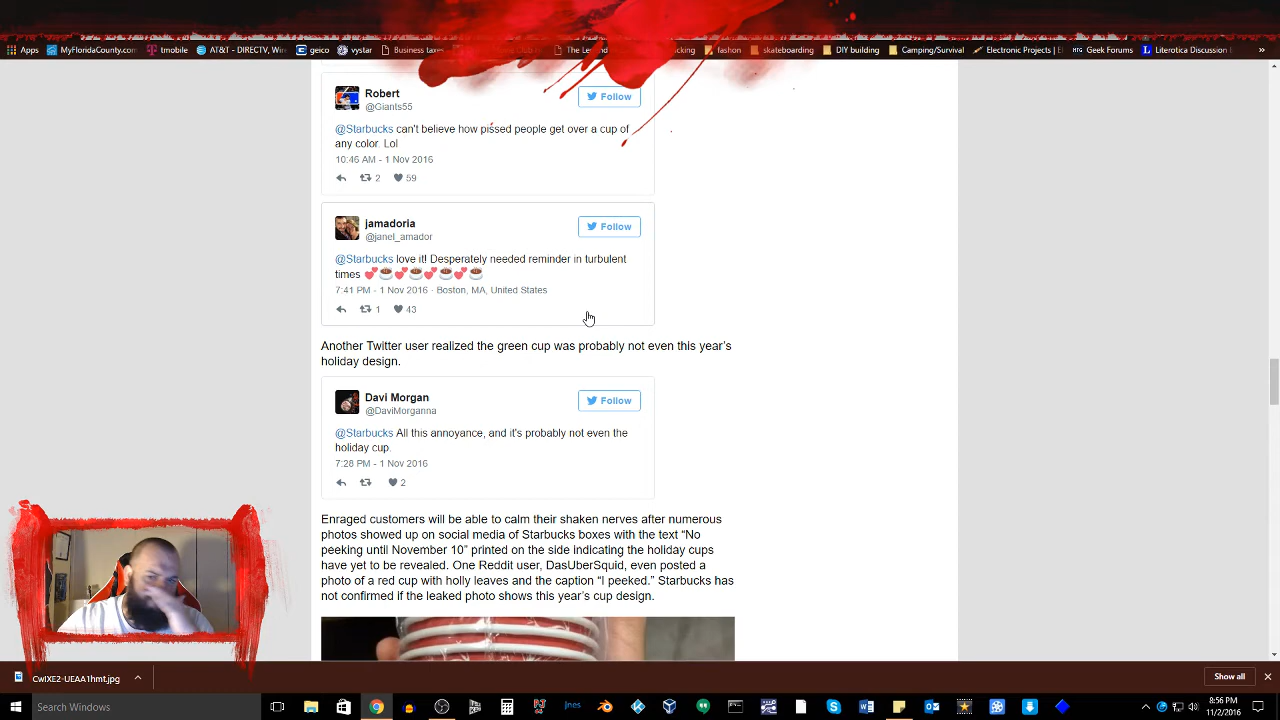 Apps MyFloridaCounty.com tmobile AT&T - DIRECTV, Wire geico vystar Business taxes The Legend fashon skateboarding DIY building Camping/Survival Electronic Projects | El Geek Forums Literotica Discussion »
Robert
@Giants55
Follow
@Starbucks can't believe how pissed people get over a cup of
any color. Lol
10:46 AM - 1 Nov 2016
2 59
jamadoria
@janel_amador
Follow
@Starbucks love it! Desperately needed reminder in turbulent
times 💕☕💕☕💕☕💕☕
7:41 PM - 1 Nov 2016 · Boston, MA, United States
1 43
Another Twitter user realized the green cup was probably not even this year's
holiday design.
Davi Morgan
@DaviMorganna
Follow
@Starbucks All this annoyance, and it's probably not even the
holiday cup.
7:28 PM - 1 Nov 2016
2
Enraged customers will be able to calm their shaken nerves after numerous
photos showed up on social media of Starbucks boxes with the text “No
peeking until November 10” printed on the side indicating the holiday cups
have yet to be revealed. One Reddit user, DasUberSquid, even posted a
photo of a red cup with holly leaves and the caption “I peeked.” Starbucks has
not confirmed if the leaked photo shows this year’s cup design.
CwIXE2-UEAA1hmt.jpg Show all
Search Windows
8:56 PM
11/2/2016